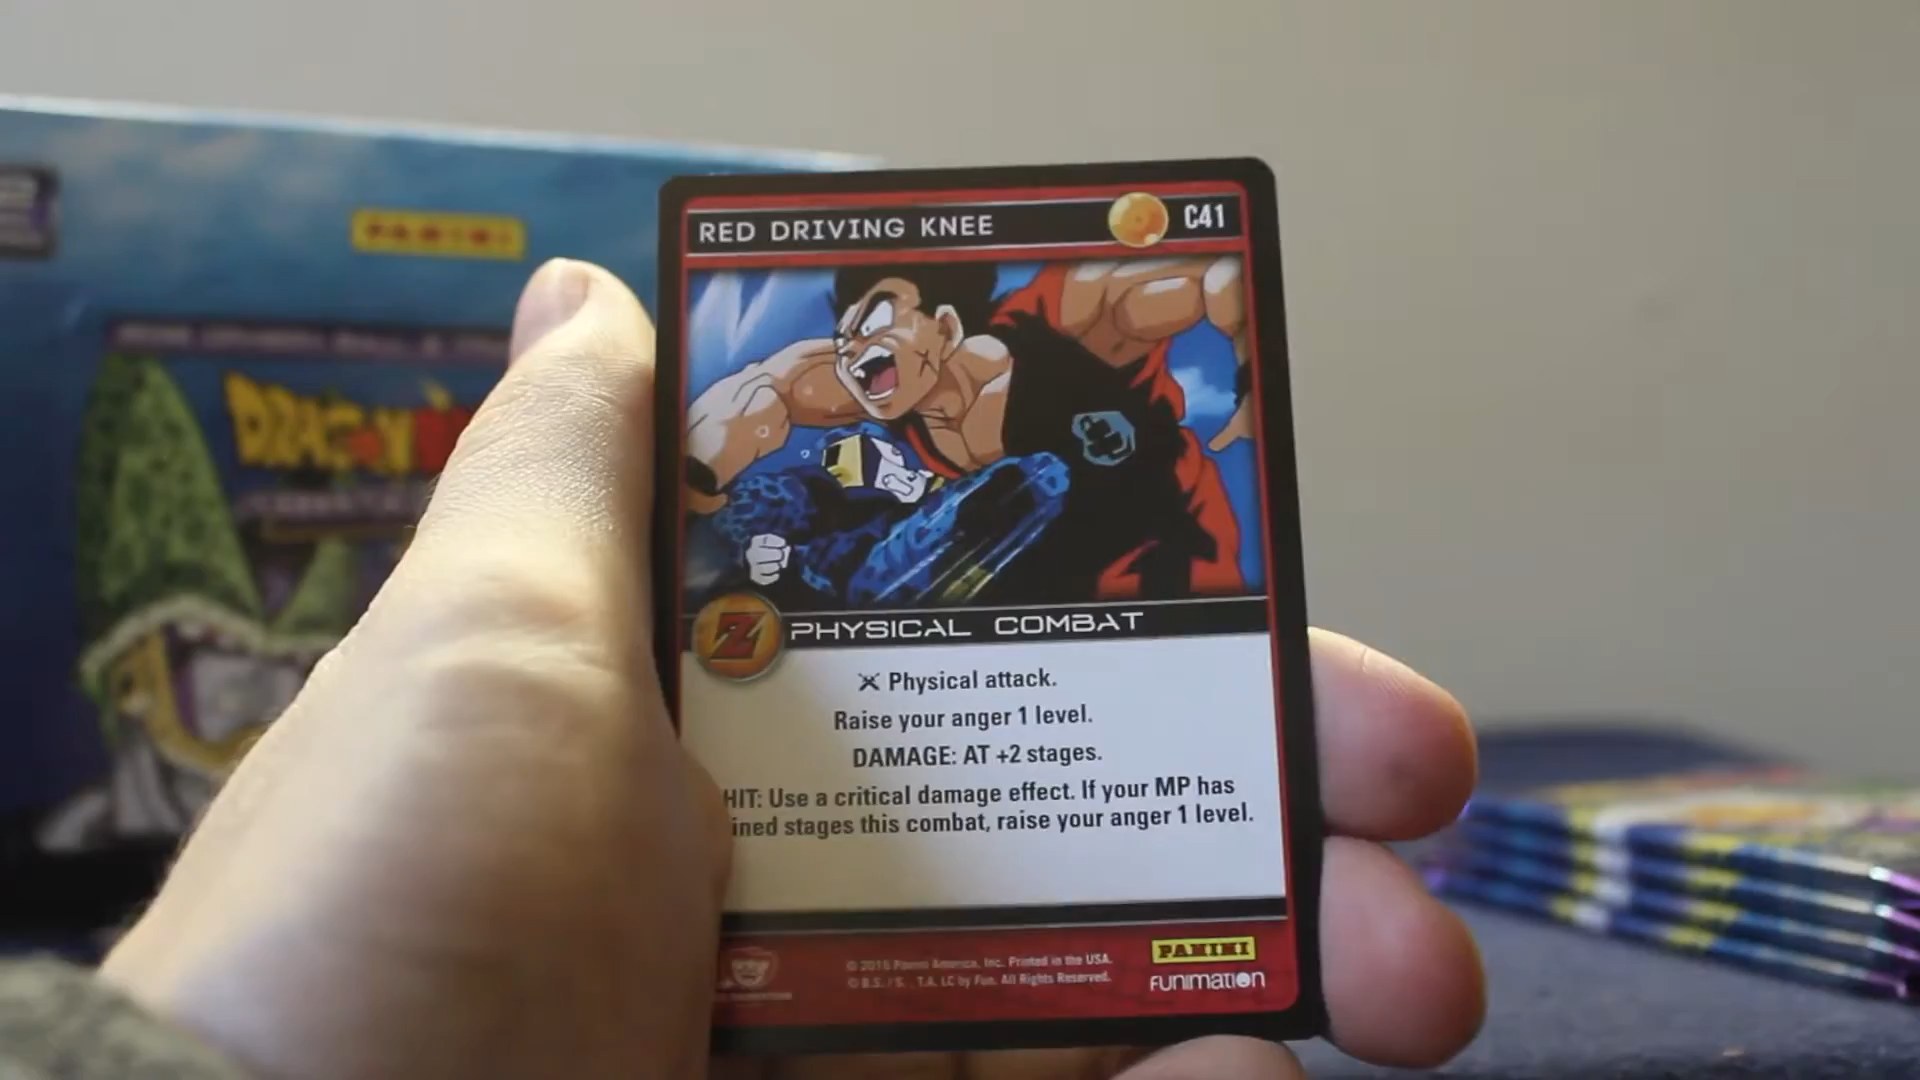 PANINI
DRAGON
RED DRIVING KNEE
C41
Z PHYSICAL COMBAT
Physical attack.
Raise your anger 1 level.
DAMAGE: AT +2 stages.
HIT: Use a critical damage effect. If your MP has
ined stages this combat, raise your anger 1 level.
Panini America, Inc. Printed in the USA.
© B.S. /S. , T.A. LC by Fun. All Rights Reserved.
PANINI
FUNIMATION